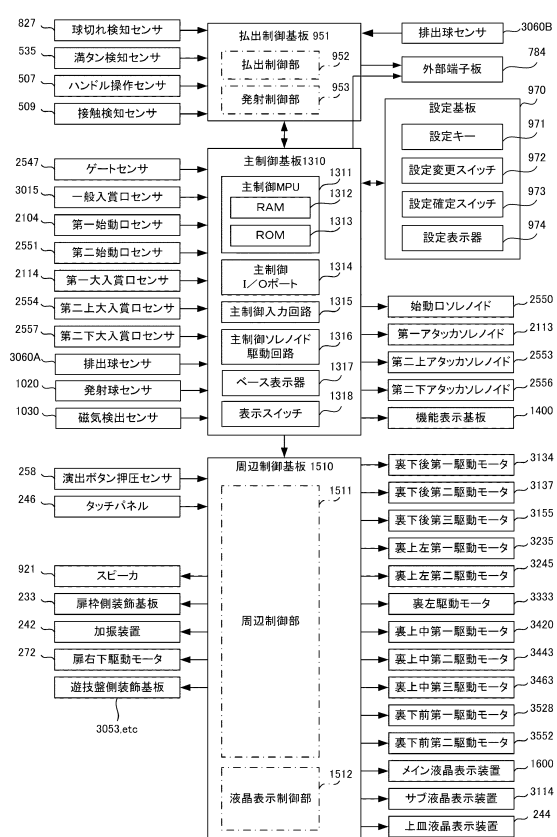 827 球切れ検知センサ
535 満タン検知センサ
507 ハンドル操作センサ
509 接触検知センサ
払出制御基板 951
払出制御部 952
発射制御部 953
排出球センサ 3060B
外部端子板 784
設定基板 970
設定キー 971
設定変更スイッチ 972
設定確定スイッチ 973
設定表示器 974
2547 ゲートセンサ
3015 一般入賞口センサ
2104 第一始動口センサ
2551 第二始動口センサ
2114 第一大入賞口センサ
2554 第二上大入賞口センサ
2557 第二下大入賞口センサ
3060A 排出球センサ
1020 発射球センサ
1030 磁気検出センサ
主制御基板1310
主制御MPU 1311
RAM 1312
ROM 1313
主制御
I/Oポート 1314
主制御入力回路 1315
主制御ソレノイド
駆動回路 1316
ベース表示器 1317
表示スイッチ 1318
始動口ソレノイド 2550
第一アタッカソレノイド 2113
第二上アタッカソレノイド 2553
第二下アタッカソレノイド 2556
機能表示基板 1400
258 演出ボタン押圧センサ
246 タッチパネル
921 スピーカ
233 扉枠側装飾基板
242 加振装置
272 扉右下駆動モータ
遊技盤側装飾基板
3053,etc
周辺制御基板 1510
1511
周辺制御部
液晶表示制御部 1512
裏下後第一駆動モータ 3134
裏下後第二駆動モータ 3137
裏下後第三駆動モータ 3155
裏上左第一駆動モータ 3235
裏上左第二駆動モータ 3245
裏左駆動モータ 3333
裏上中第一駆動モータ 3420
裏上中第二駆動モータ 3443
裏上中第三駆動モータ 3463
裏下前第一駆動モータ 3528
裏下前第二駆動モータ 3552
メイン液晶表示装置 1600
サブ液晶表示装置 3114
上皿液晶表示装置 244